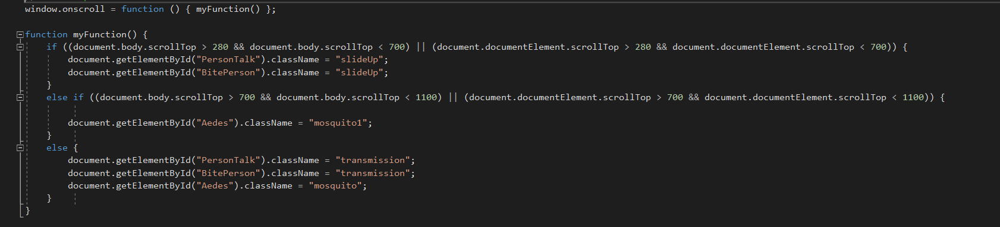 window.onscroll = function () { myFunction() };
function myFunction() {
if ((document.body.scrollTop > 280 && document.body.scrollTop < 700) || (document.documentElement.scrollTop > 280 && document.documentElement.scrollTop < 700)) {
document.getElementById("PersonTalk").className = "slideUp";
document.getElementById("BitePerson").className = "slideUp";
}
else if ((document.body.scrollTop > 700 && document.body.scrollTop < 1100) || (document.documentElement.scrollTop > 700 && document.documentElement.scrollTop < 1100)) {
document.getElementById("Aedes").className = "mosquito1";
}
else {
document.getElementById("PersonTalk").className = "transmission";
document.getElementById("BitePerson").className = "transmission";
document.getElementById("Aedes").className = "mosquito";
}
}